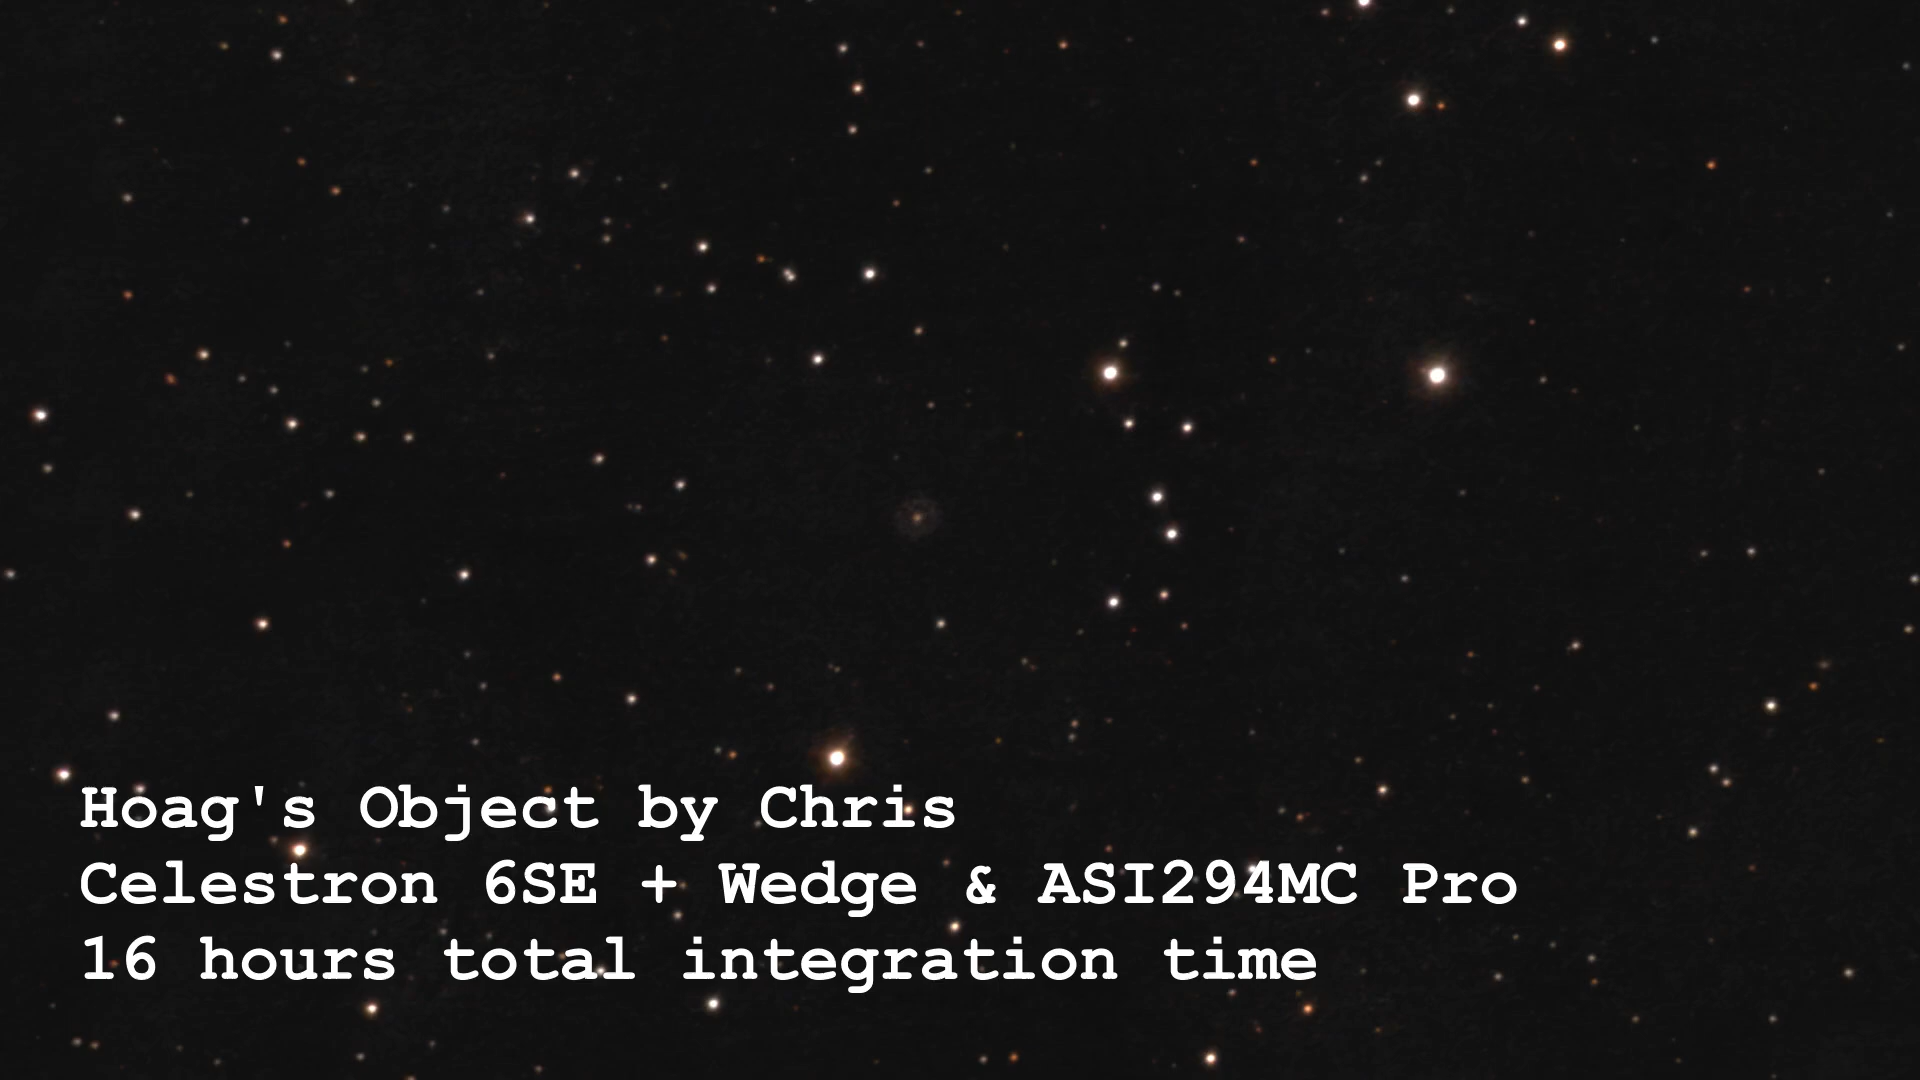 Hoag's Object by Chris
Celestron 6SE + Wedge & ASI294MC Pro
16 hours total integration time